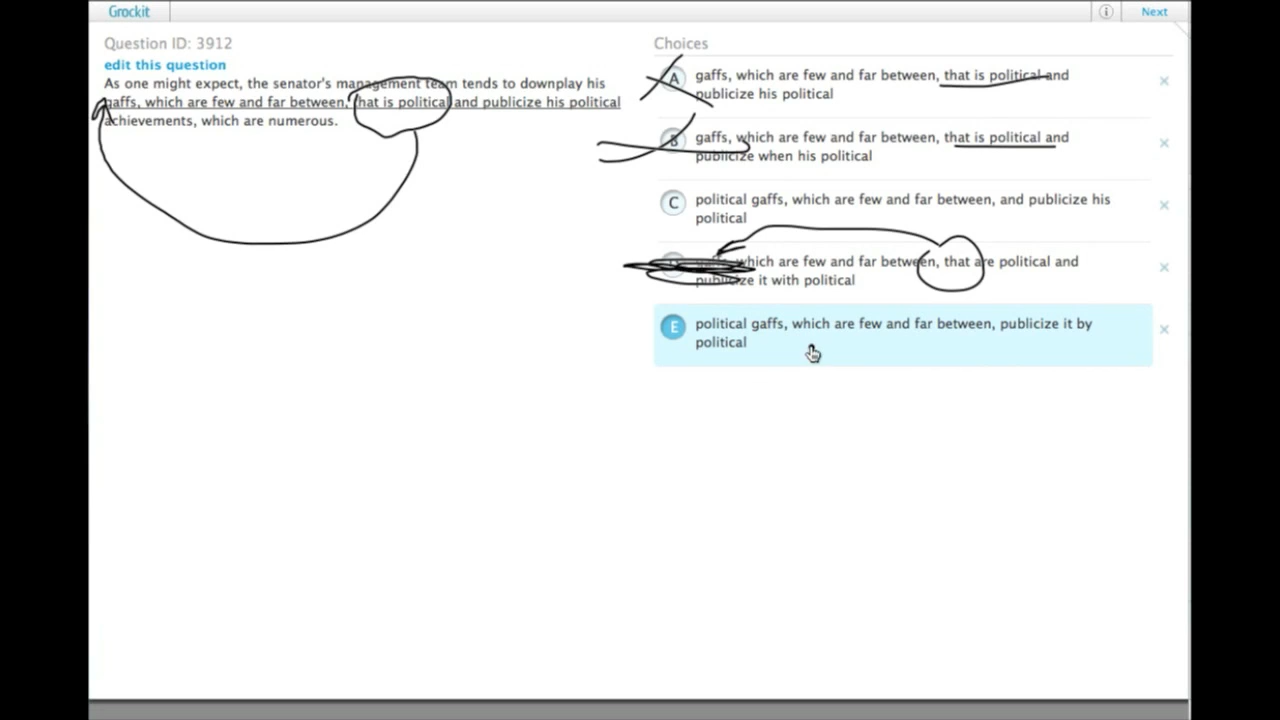 Grockit
Next
Question ID: 3912
edit this question
As one might expect, the senator's management team tends to downplay his
gaffs, which are few and far between, that is political and publicize his political
achievements, which are numerous.
Choices
A gaffs, which are few and far between, that is political and
publicize his political
B gaffs, which are few and far between, that is political and
publicize when his political
C political gaffs, which are few and far between, and publicize his
political
which are few and far between, that are political and
publicize it with political
E political gaffs, which are few and far between, publicize it by
political